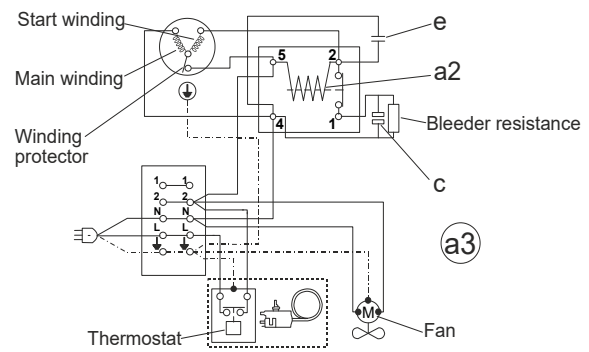 Start winding
e
5
2
a2
Main winding
Winding
protector
4
1
Bleeder resistance
c
1 1
2 2
N N
L L
a3
M
Thermostat
Fan